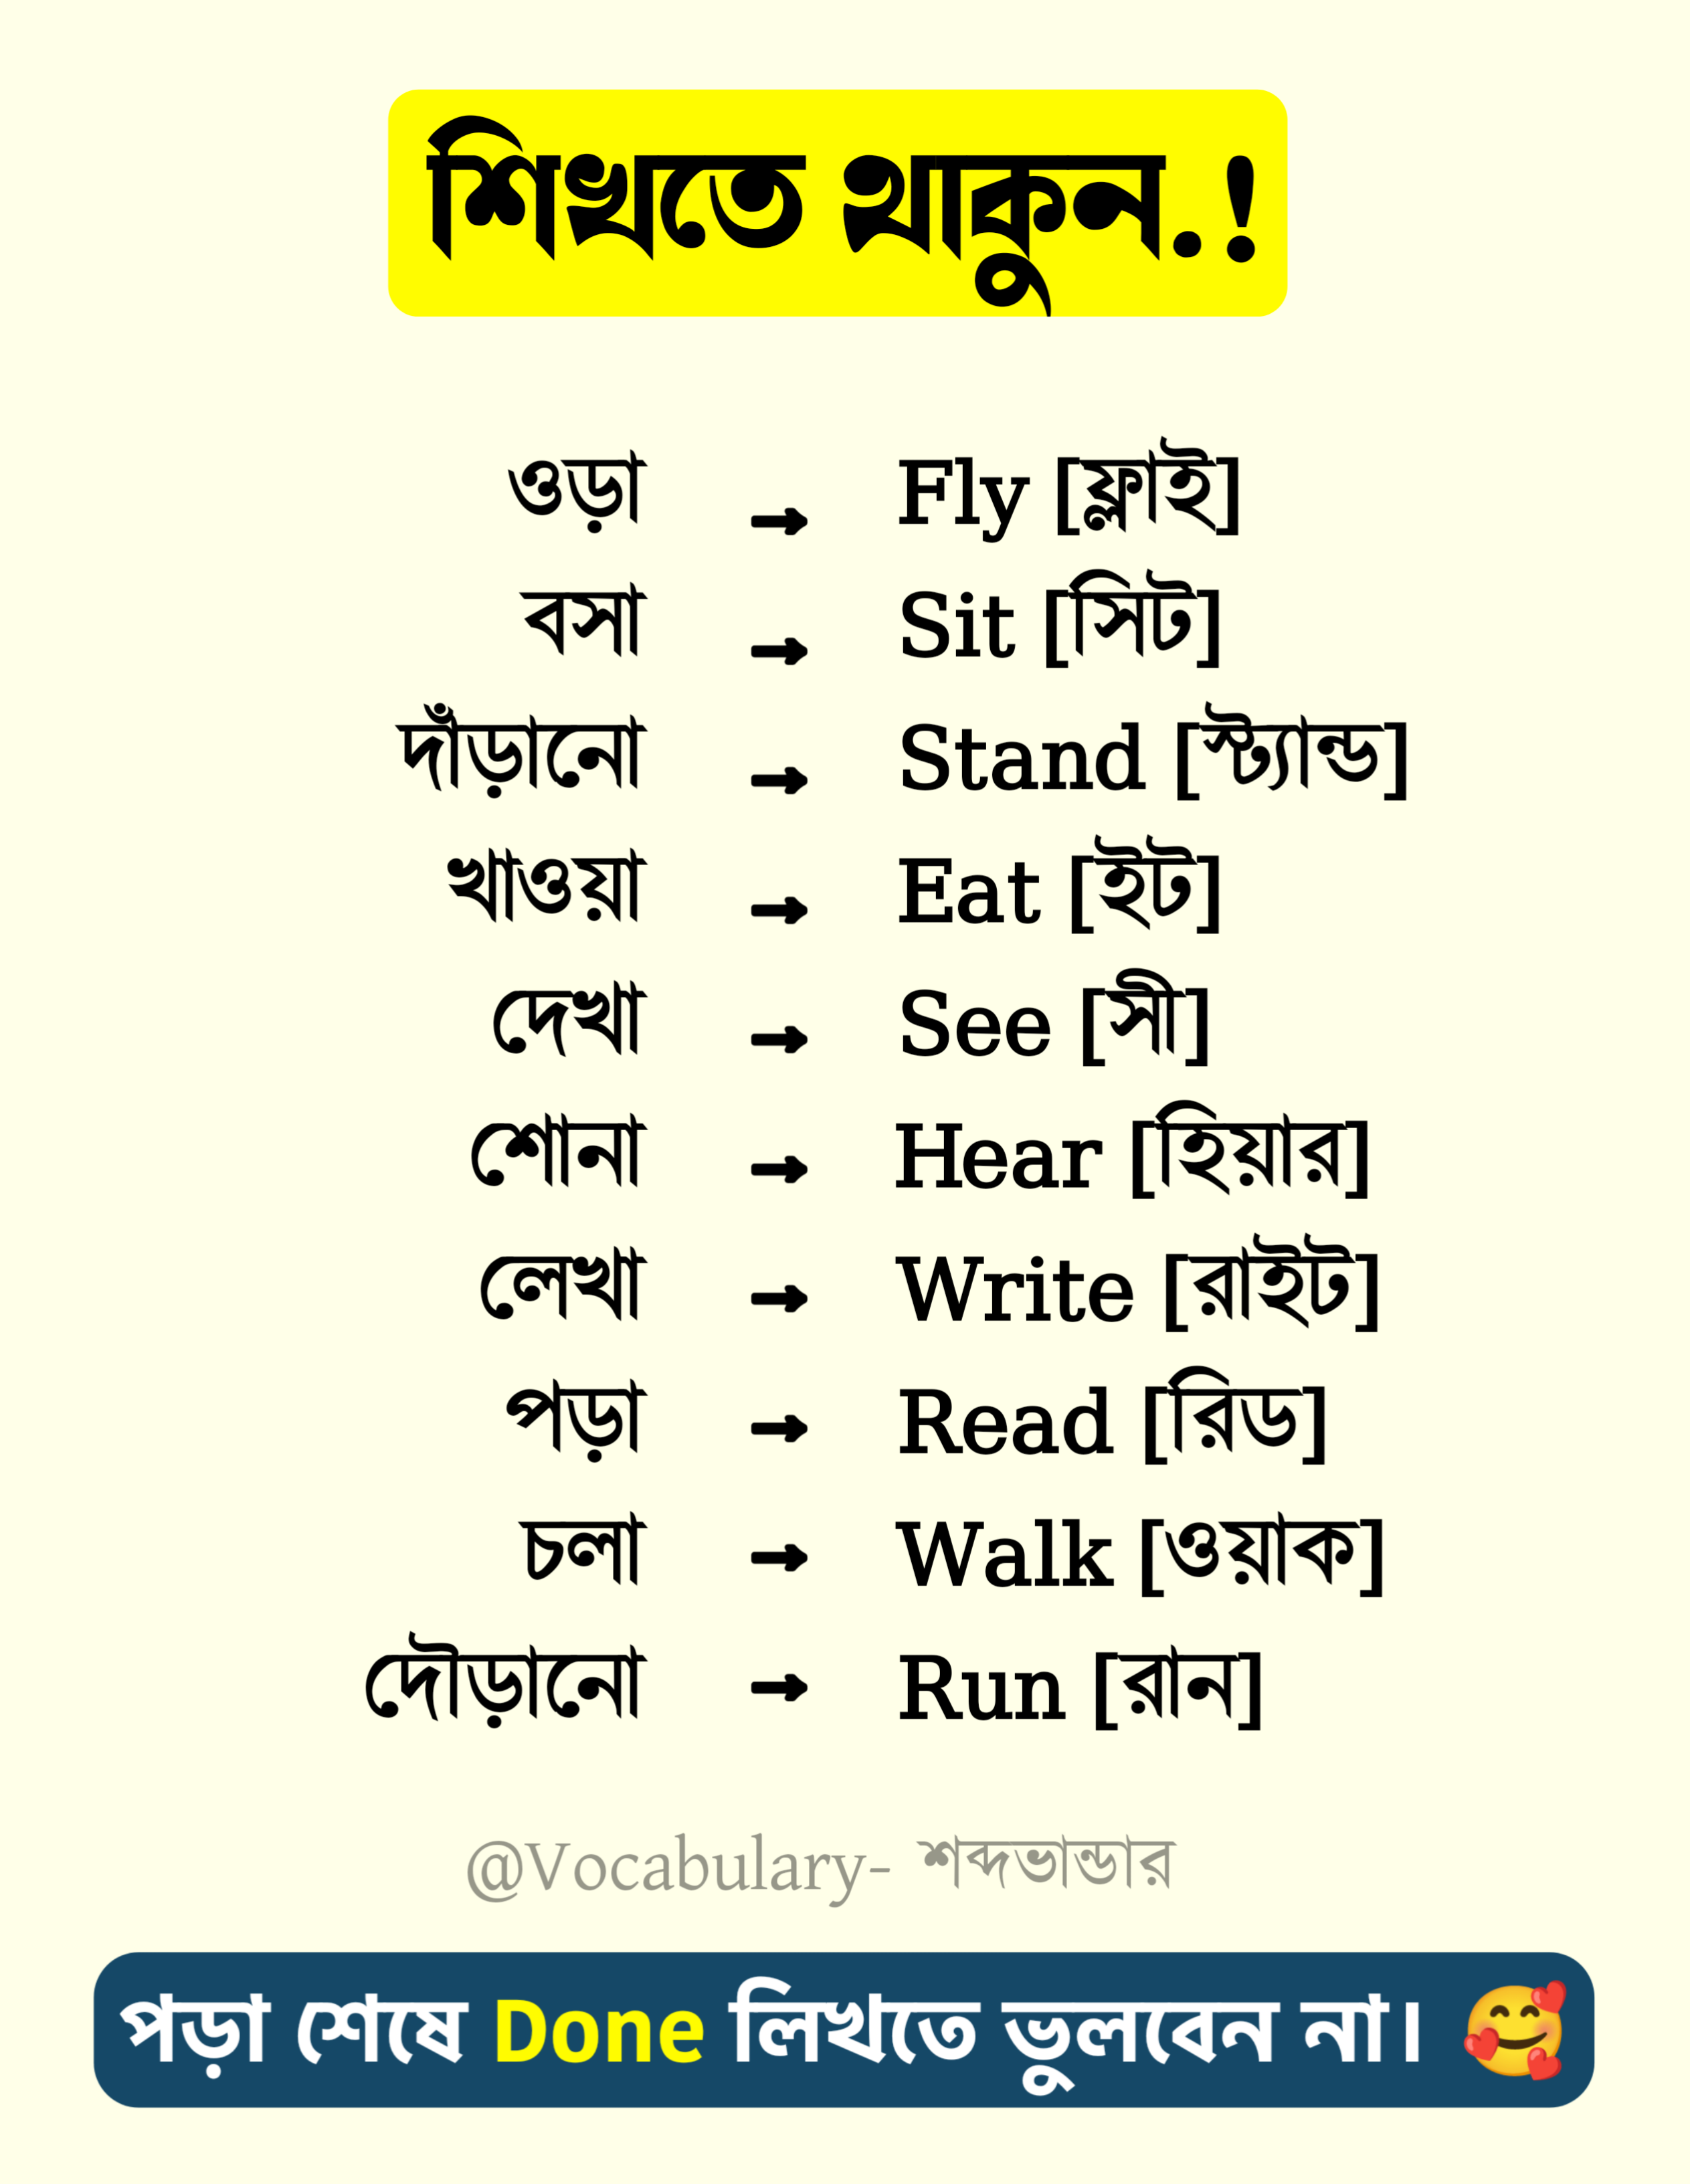 শিখতে থাকুন.!
ওড়া → Fly [ফ্লাই]
বসা → Sit [সিট]
দাঁড়ানো → Stand [স্ট্যান্ড]
খাওয়া → Eat [ইট]
দেখা → See [সী]
শোনা → Hear [হিয়ার]
লেখা → Write [রাইট]
পড়া → Read [রিড]
চলা → Walk [ওয়াক]
দৌড়ানো → Run [রান]
@Vocabulary- শব্দভাডার
পড়া শেষে Done লিখতে ভুলবেন না। 🥰